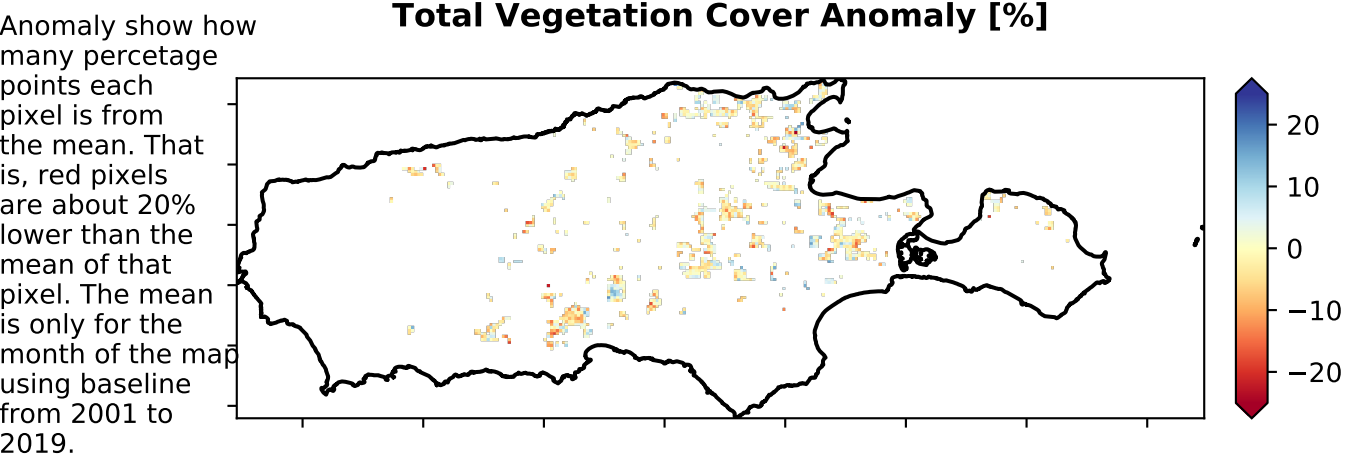 Total Vegetation Cover Anomaly [%]
Anomaly show how
many percetage
points each
pixel is from
the mean. That
is, red pixels
are about 20%
lower than the
mean of that
pixel. The mean
is only for the
month of the map
using baseline
from 2001 to
2019.
20
10
0
−10
−20